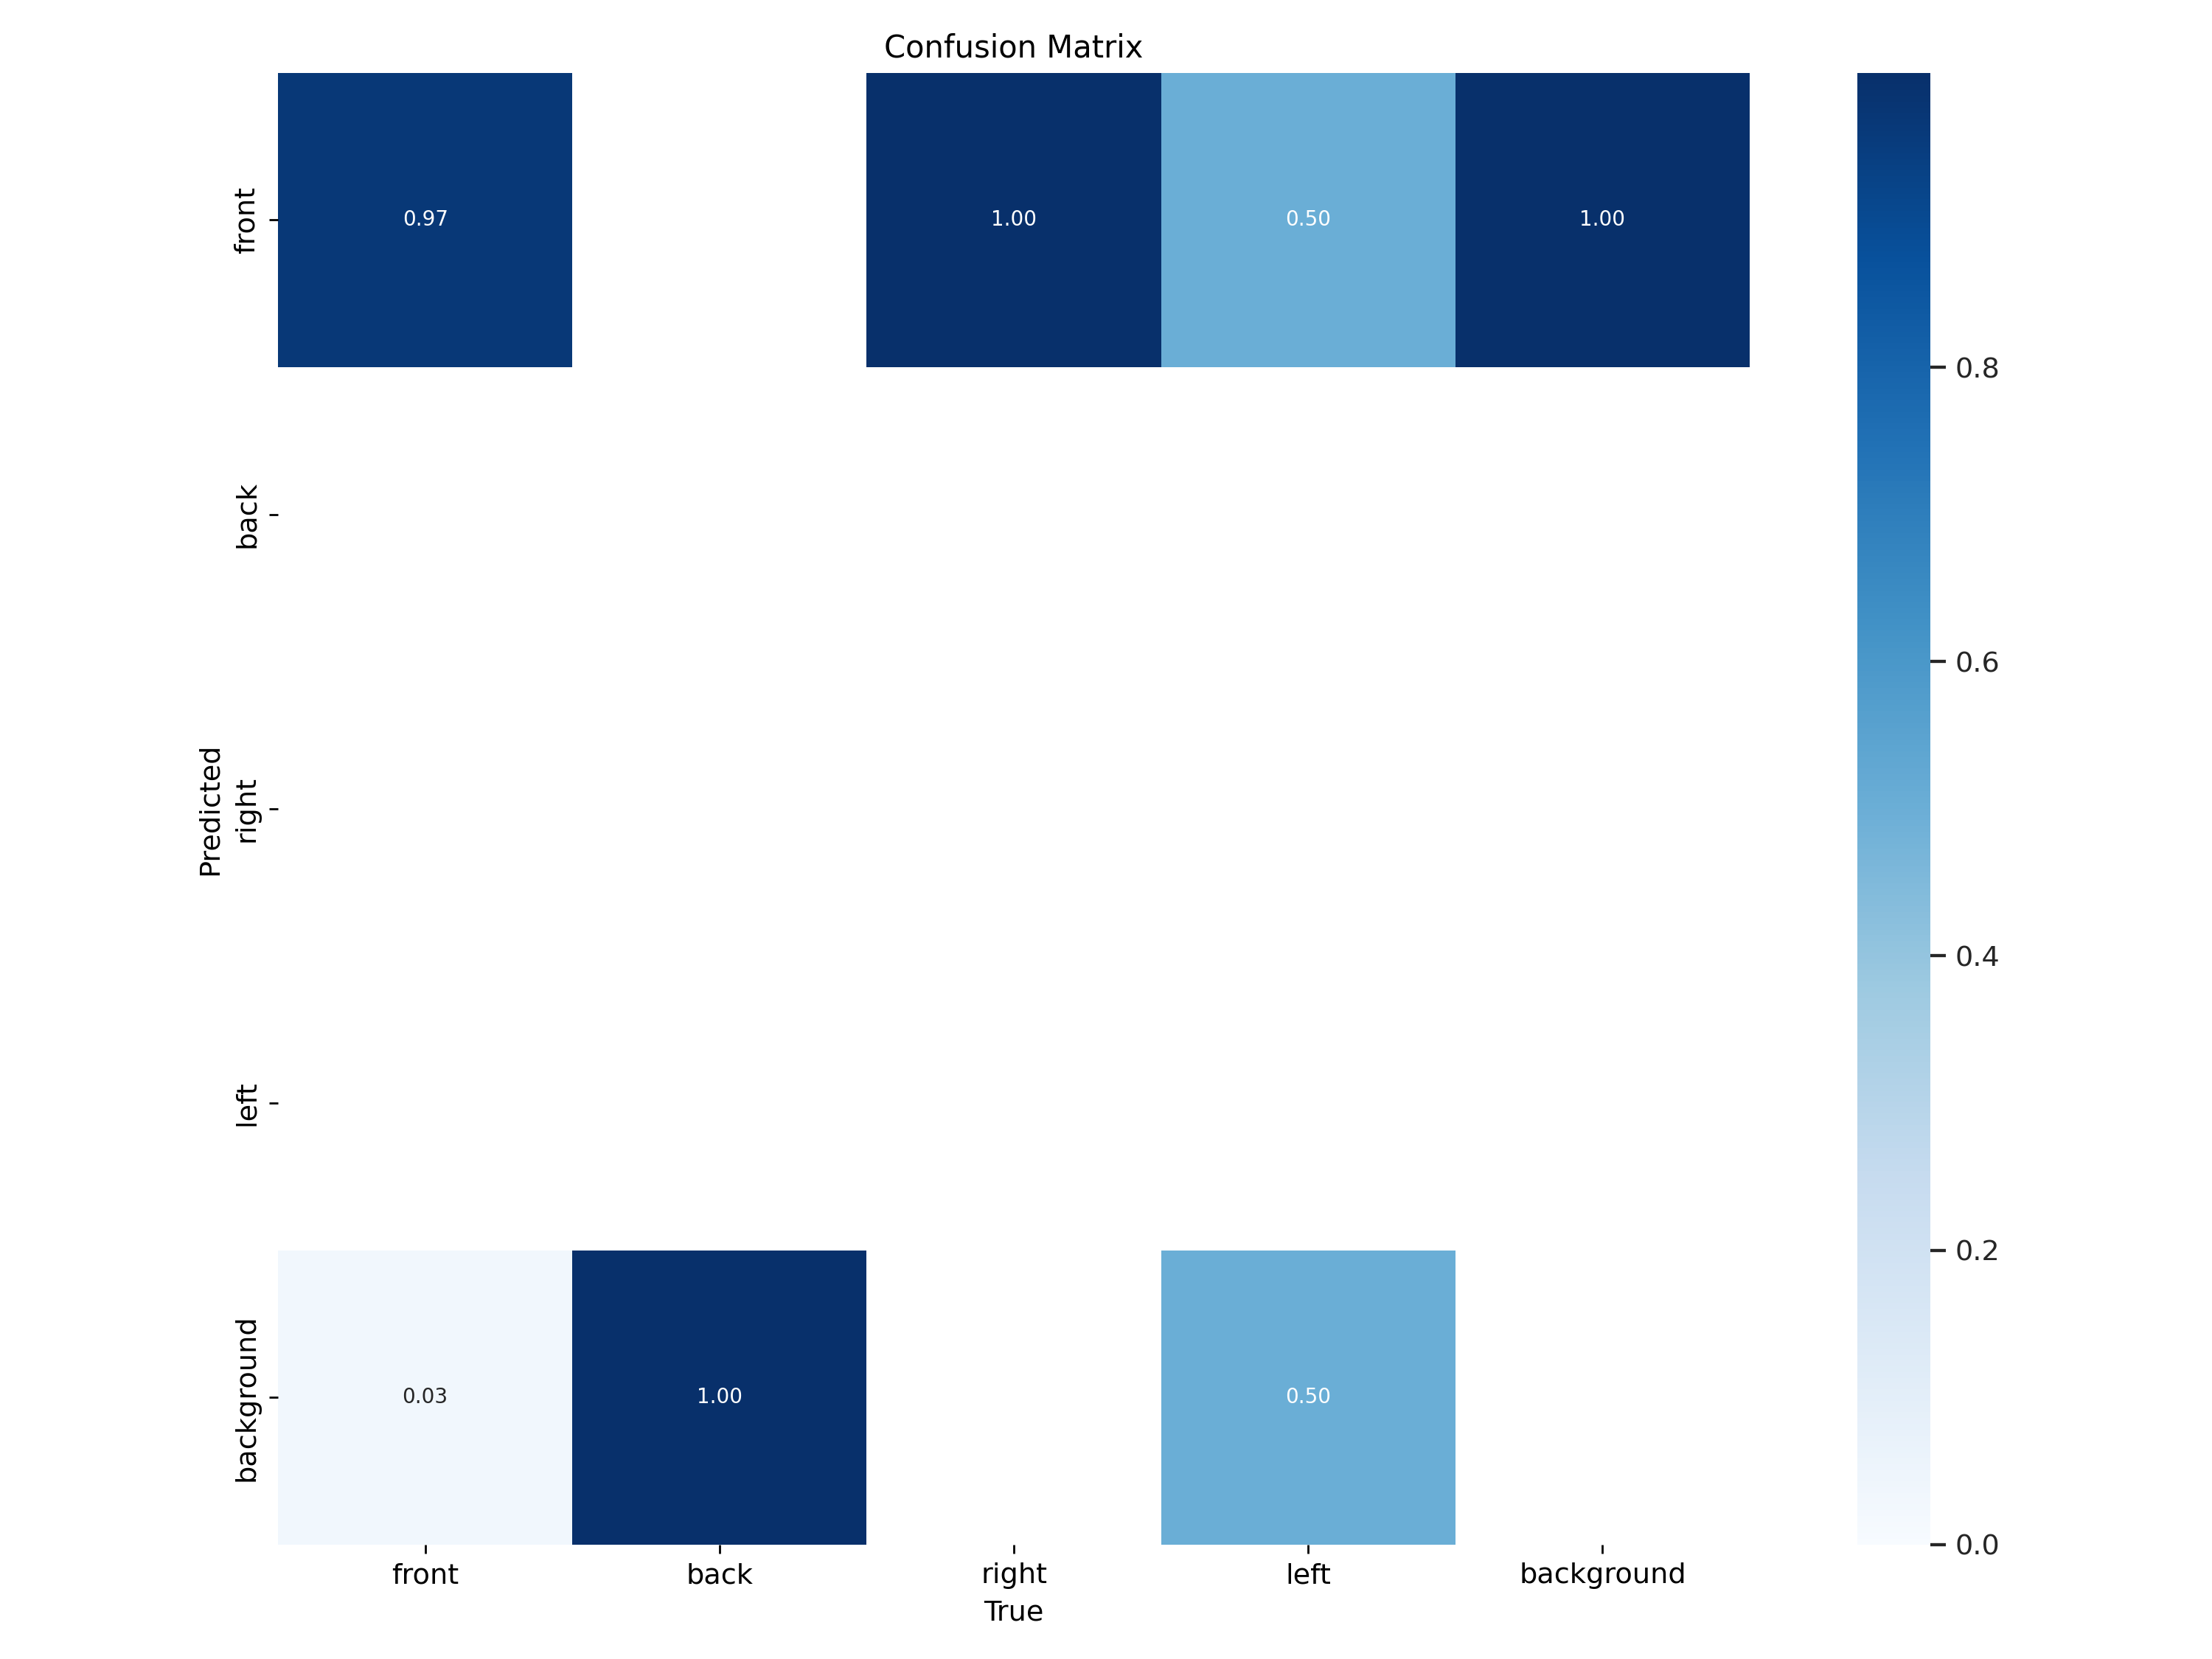 Confusion Matrix
front
0.97
1.00
0.50
1.00
back
Predicted
right
left
background
0.03
1.00
0.50
front
back
right
left
background
True
0.8
0.6
0.4
0.2
0.0